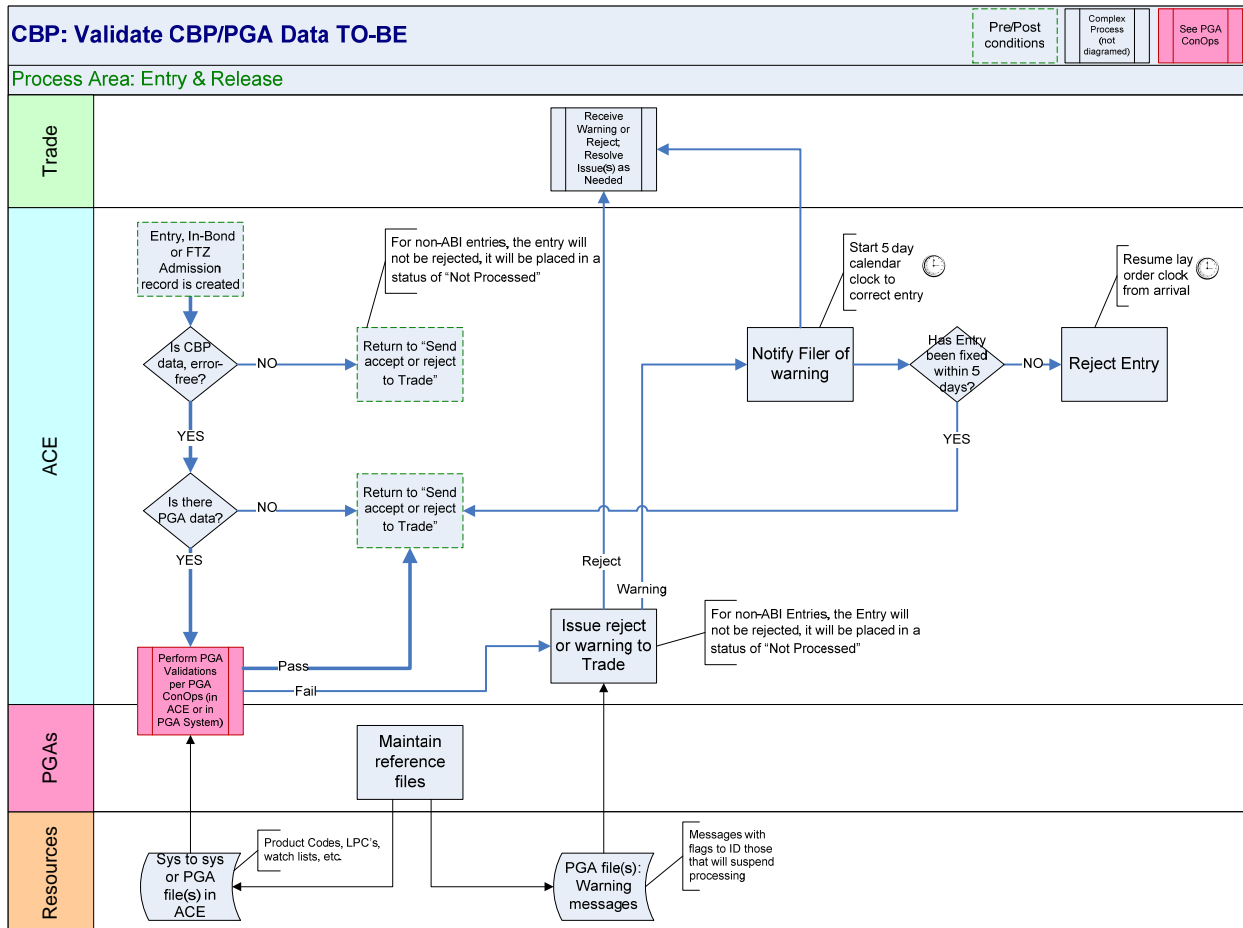 CBP: Validate CBP/PGA Data TO-BE
Pre/Post
conditions
Complex
Process
(not
diagramed)
See PGA
ConOps
Process Area: Entry & Release
Trade
Receive
Warning or
Reject;
Resolve
Issue(s) as
Needed
ACE
Entry, In-Bond
or FTZ
Admission
record is created
For non-ABI entries, the entry will
not be rejected, it will be placed in a
status of “Not Processed”
Start 5 day
calendar
clock to
correct entry
Resume lay
order clock
from arrival
Is CBP
data, error-
free?
NO
Return to “Send
accept or reject
to Trade”
Notify Filer of
warning
Has Entry
been fixed
within 5
days?
NO
Reject Entry
YES
YES
Is there
PGA data?
NO
Return to “Send
accept or reject
to Trade”
YES
Reject
Warning
Issue reject
or warning to
Trade
For non-ABI Entries, the Entry will
not be rejected, it will be placed in a
status of “Not Processed”
Perform PGA
Validations
per PGA
ConOps (in
ACE or in
PGA System)
Pass
Fail
PGAs
Maintain
reference
files
Resources
Sys to sys
or PGA
file(s) in
ACE
Product Codes, LPC’s,
watch lists, etc.
PGA file(s):
Warning
messages
Messages with
flags to ID those
that will suspend
processing